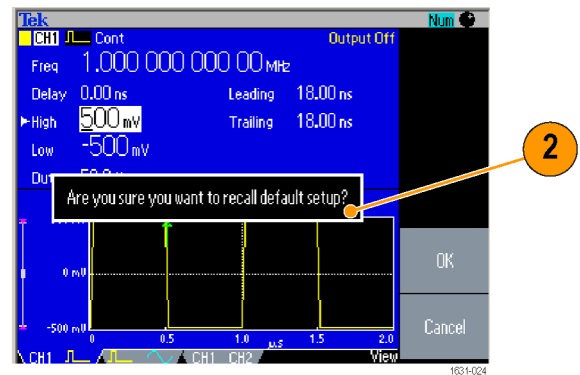 Tek Num
CH1 Cont Output Off
Freq 1.000 000 000 00 MHz
Delay 0.00 ns Leading 18.00 ns
High 500 mV Trailing 18.00 ns
Low -500 mV
Are you sure you want to recall default setup?
2
0 mV
OK
-500 mV
0 0.5 1.0 µs 1.5 2.0
Cancel
CH1 CH1 CH2 View
1631-024